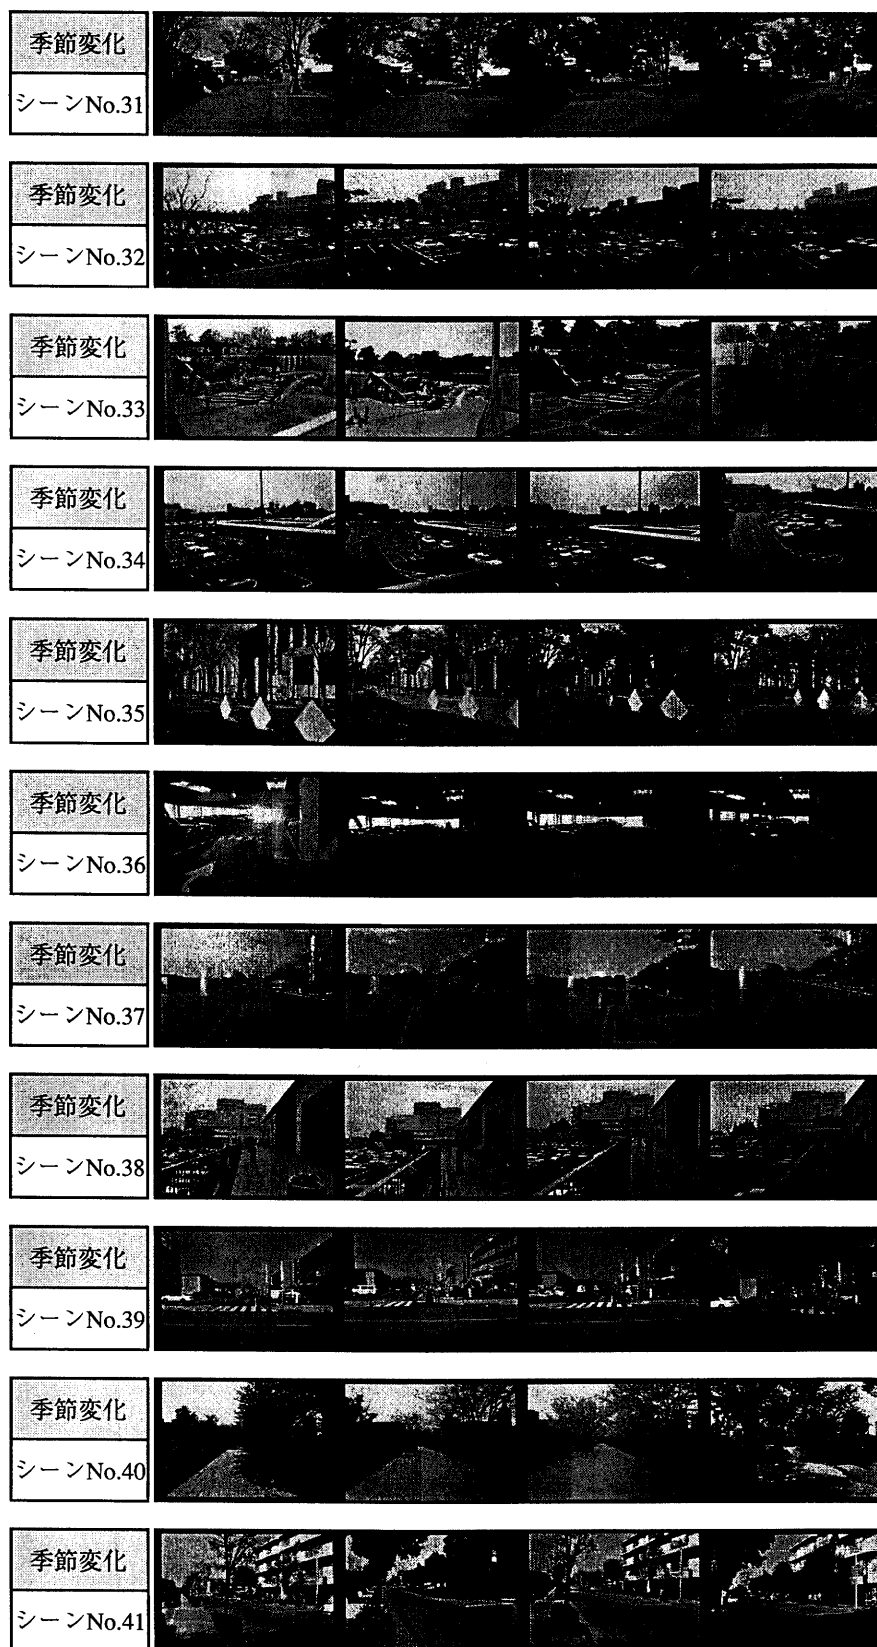 季節変化
シーンNo.31
季節変化
シーンNo.32
季節変化
シーンNo.33
季節変化
シーンNo.34
季節変化
シーンNo.35
季節変化
シーンNo.36
季節変化
シーンNo.37
季節変化
シーンNo.38
季節変化
シーンNo.39
季節変化
シーンNo.40
季節変化
シーンNo.41